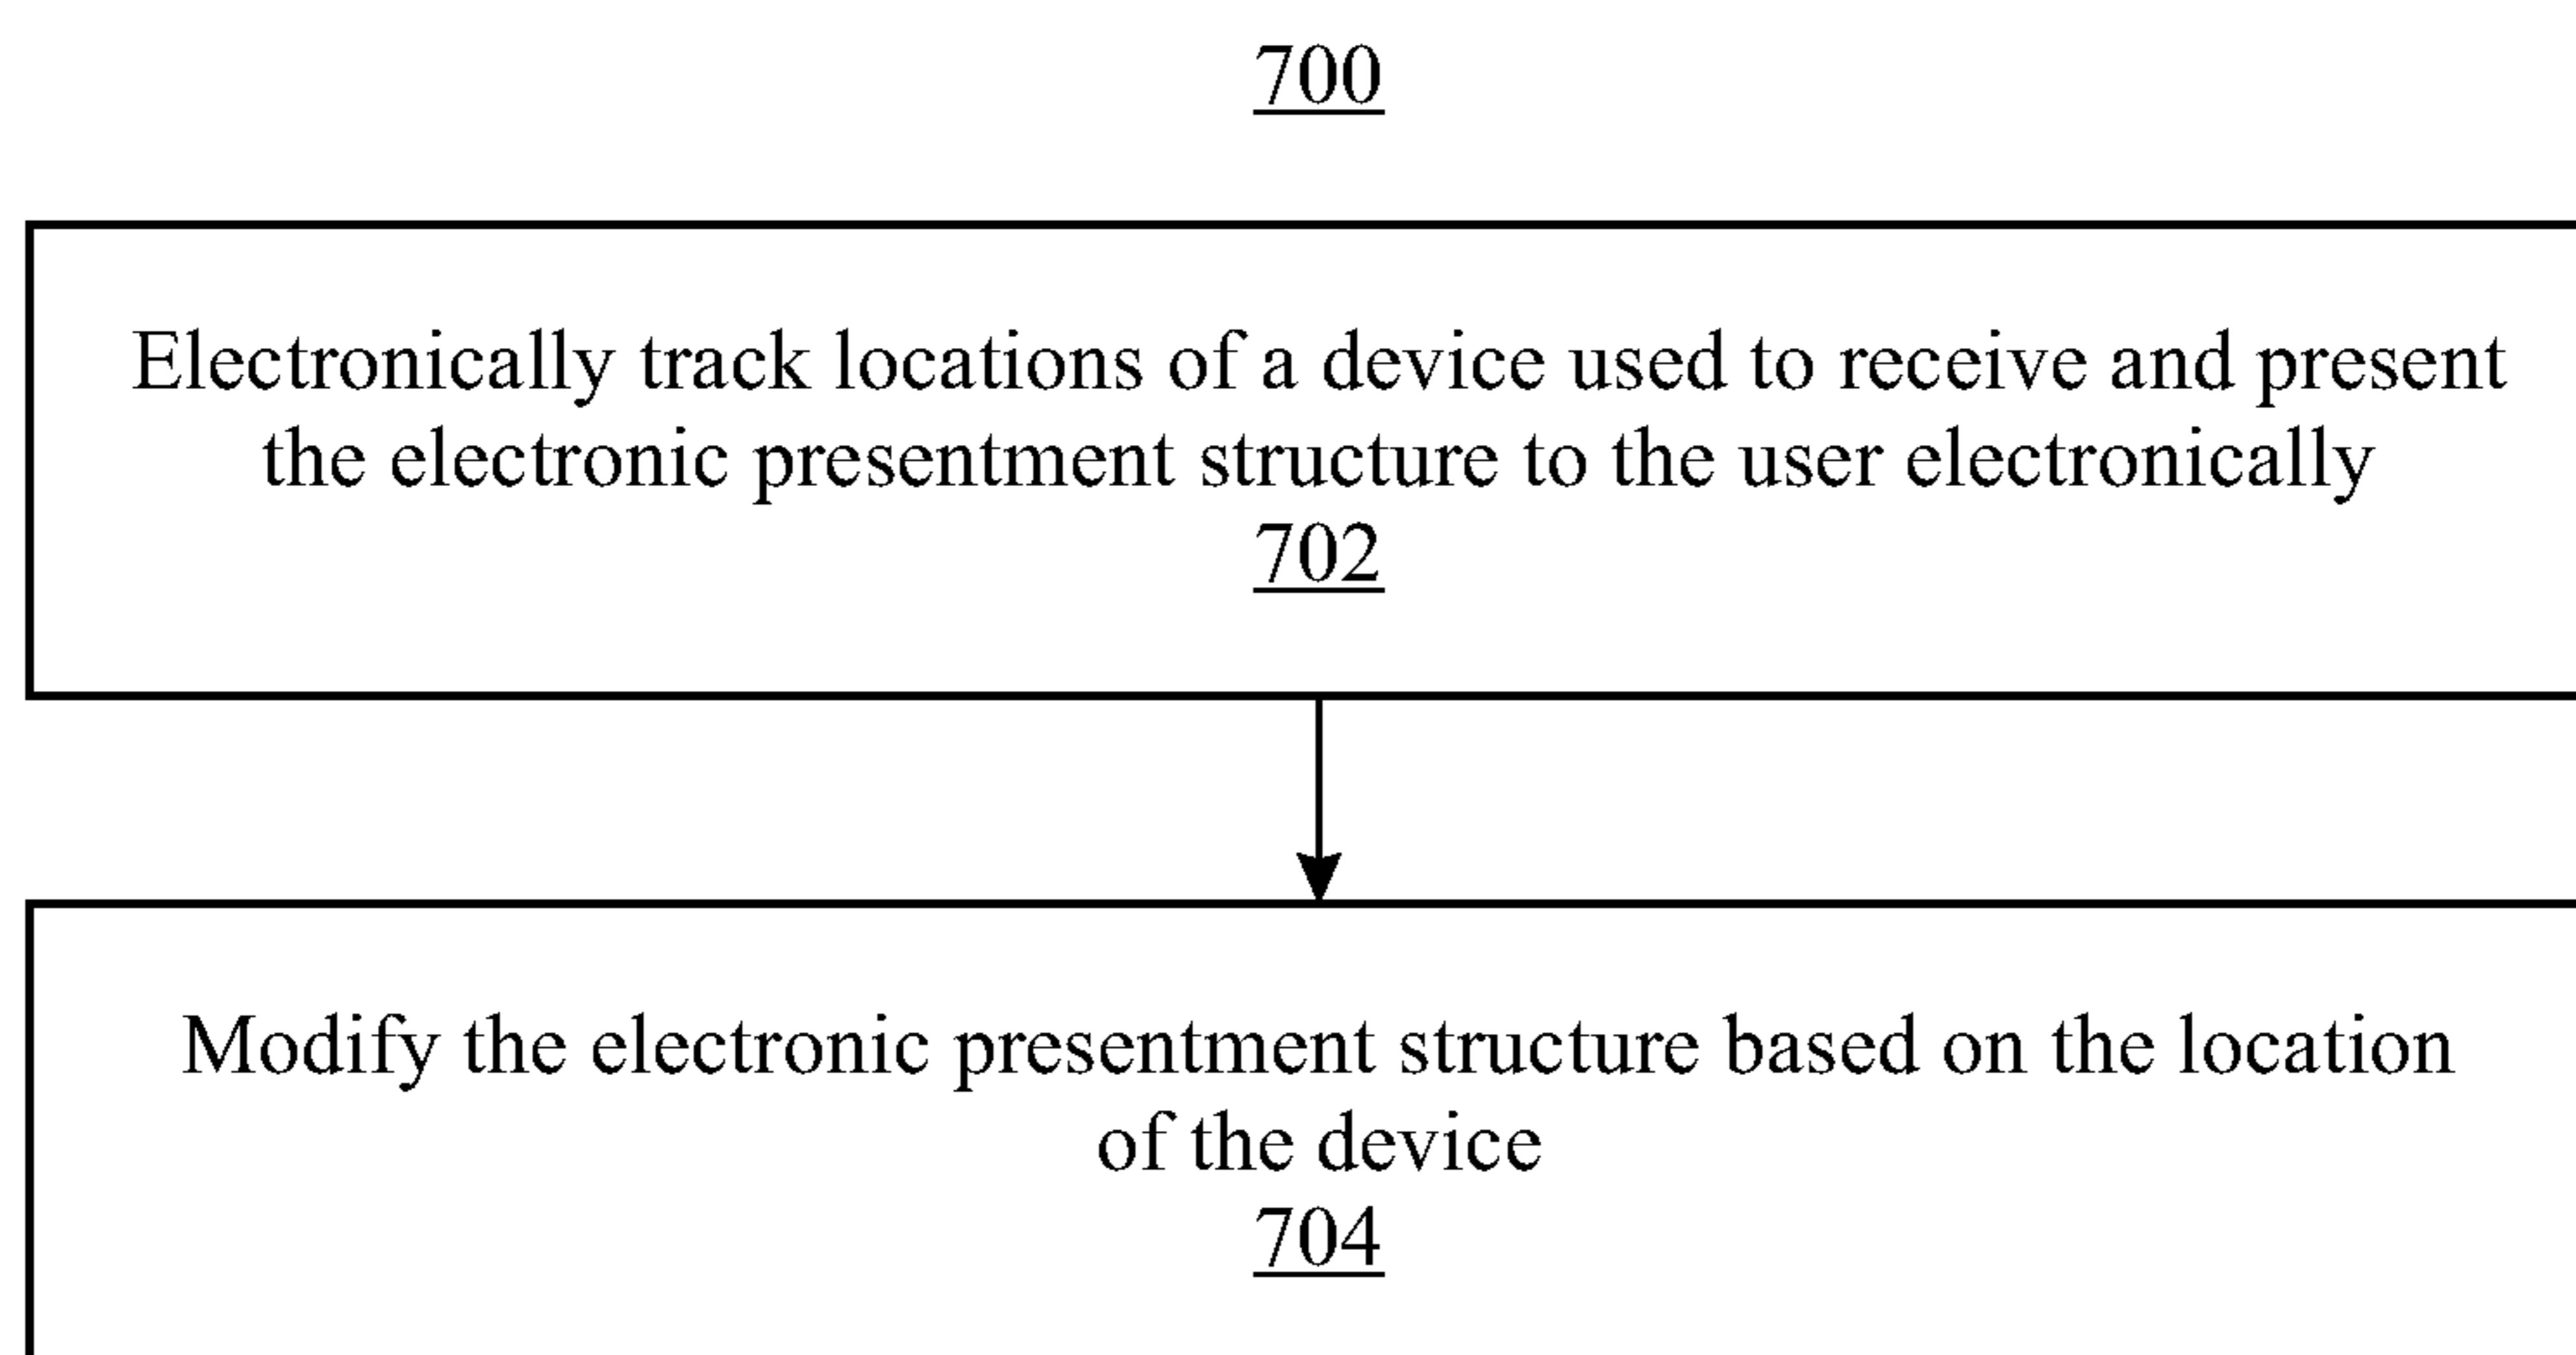 700
Electronically track locations of a device used to receive and present
the electronic presentment structure to the user electronically
702
Modify the electronic presentment structure based on the location
of the device
704